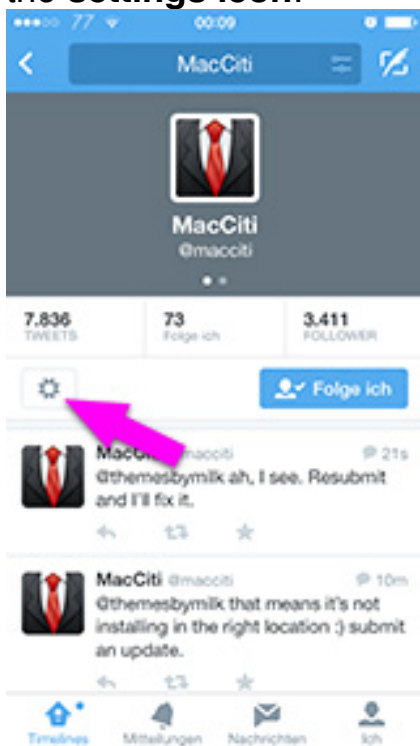 the settings icon.
77 00:09
MacCiti
MacCiti
@macciti
7.836 73 3.411
TWEETS Folge ich FOLLOWER
Folge ich
21s
@themesbymilk ah, I see. Resubmit
and I'll fix it.
MacCiti @macciti 10m
@themesbymilk that means it's not
installing in the right location :) submit
an update.
Timelines Mitteilungen Nachrichten Ich